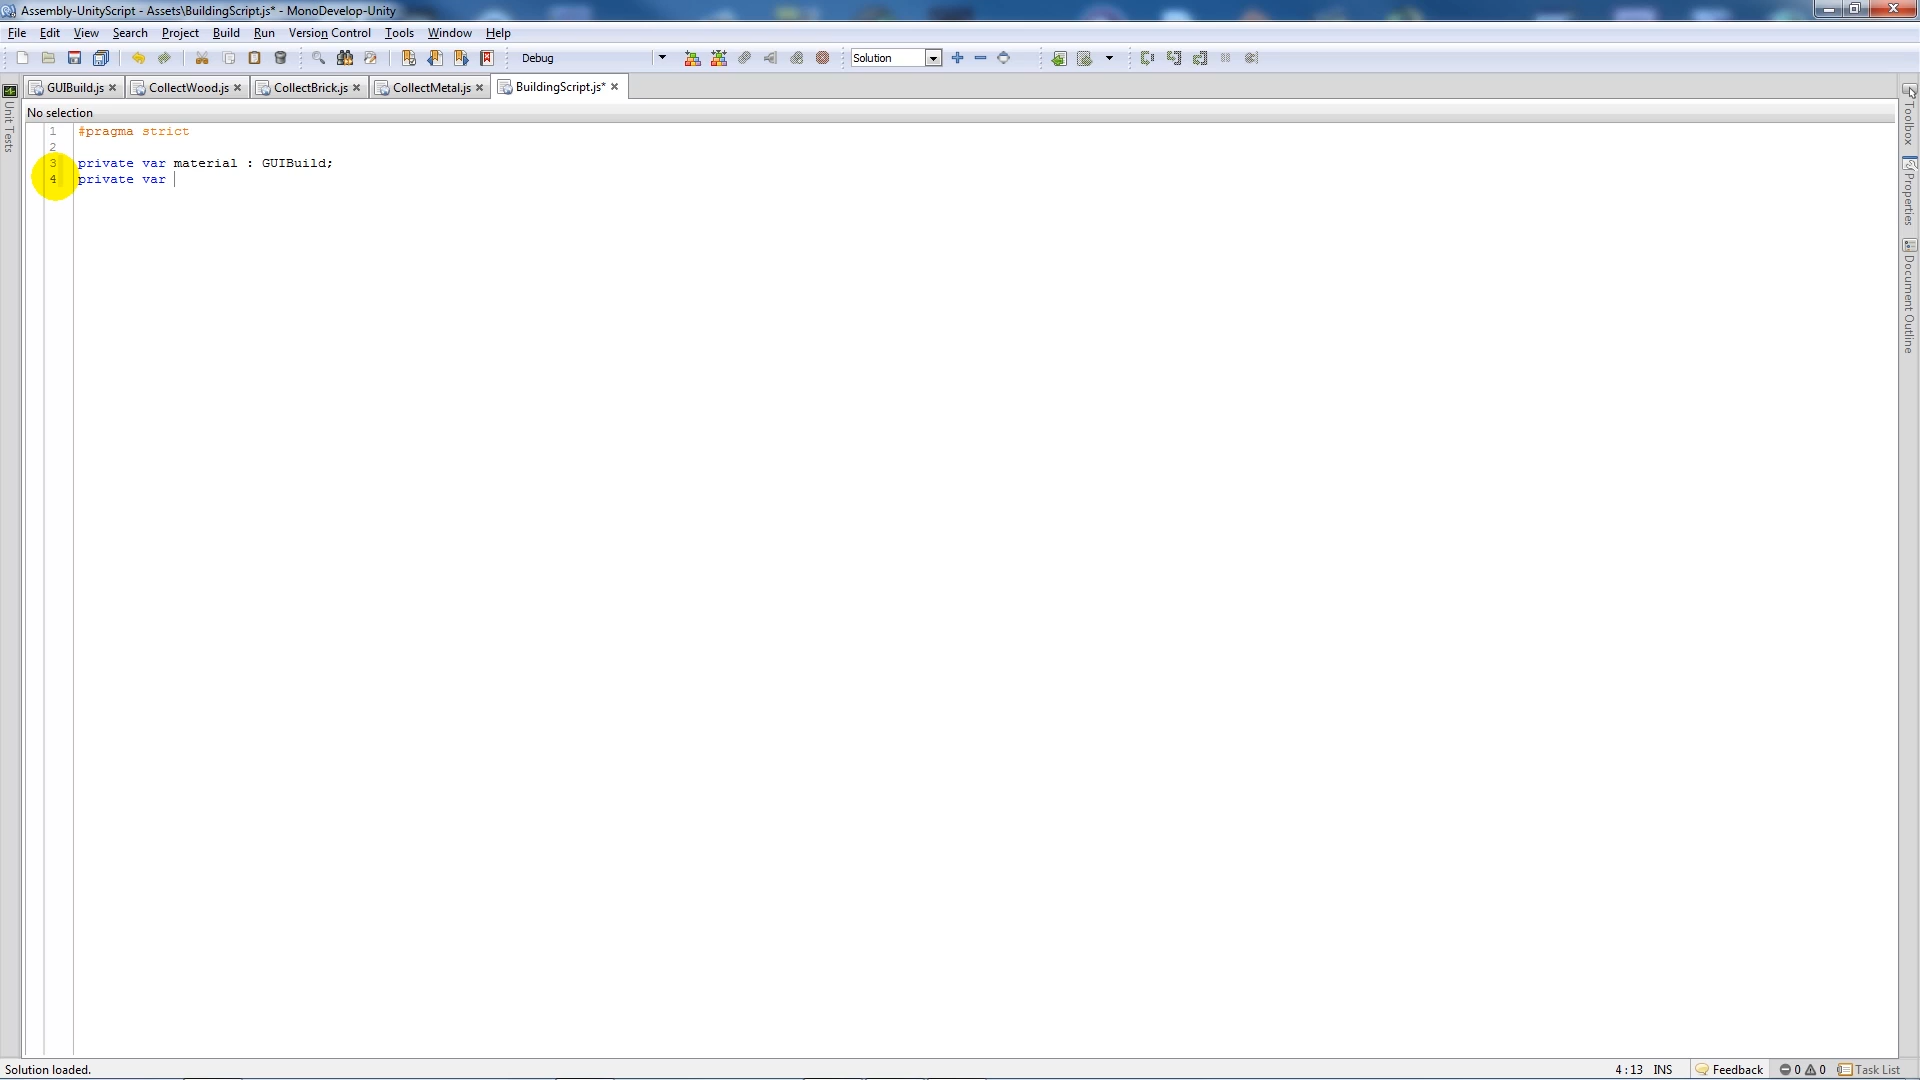 Assembly-UnityScript - Assets\BuildingScript.js* - MonoDevelop-Unity
File Edit View Search Project Build Run Version Control Tools Window Help
Debug Solution
GUIBuild.js CollectWood.js CollectBrick.js CollectMetal.js BuildingScript.js*
No selection
1 #pragma strict
2
3 private var material : GUIBuild;
4 private var
Unit Tests
Toolbox
Properties
Document Outline
Solution loaded.
4 : 13 INS Feedback 0 0 Task List